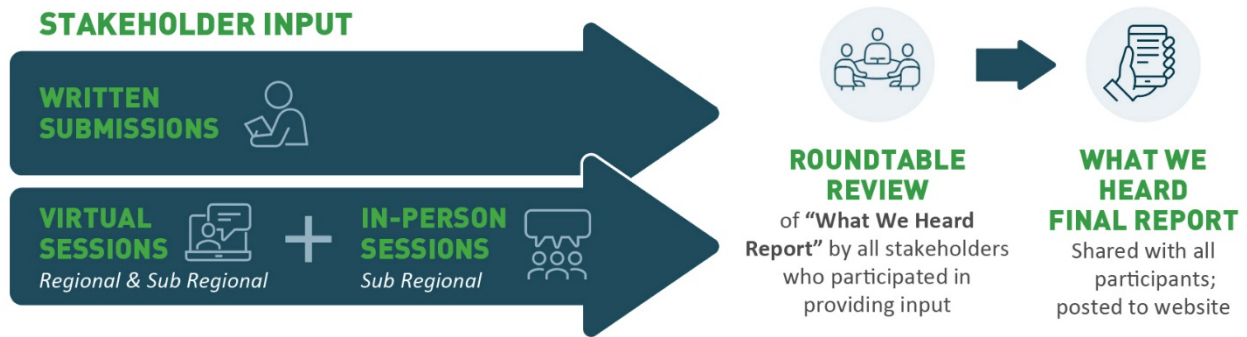 STAKEHOLDER INPUT
WRITTEN
SUBMISSIONS
VIRTUAL
SESSIONS
Regional & Sub Regional
IN-PERSON
SESSIONS
Sub Regional
ROUNDTABLE
REVIEW
of “What We Heard
Report” by all stakeholders
who participated in
providing input
WHAT WE
HEARD
FINAL REPORT
Shared with all
participants;
posted to website